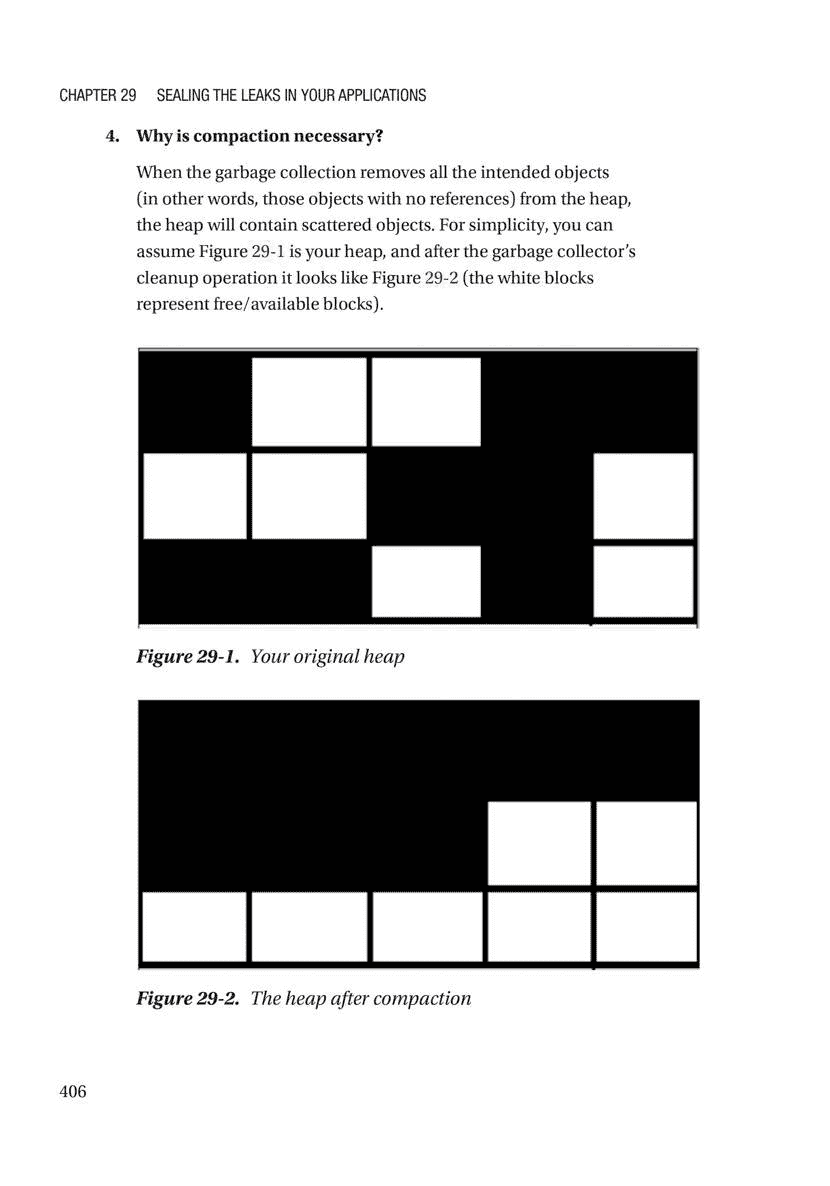 CHAPTER 29 SEALING THE LEAKS IN YOUR APPLICATIONS
4. Why is compaction necessary?
When the garbage collection removes all the intended objects
(in other words, those objects with no references) from the heap,
the heap will contain scattered objects. For simplicity, you can
assume Figure 29-1 is your heap, and after the garbage collector’s
cleanup operation it looks like Figure 29-2 (the white blocks
represent free/available blocks).
Figure 29-1. Your original heap
Figure 29-2. The heap after compaction
406